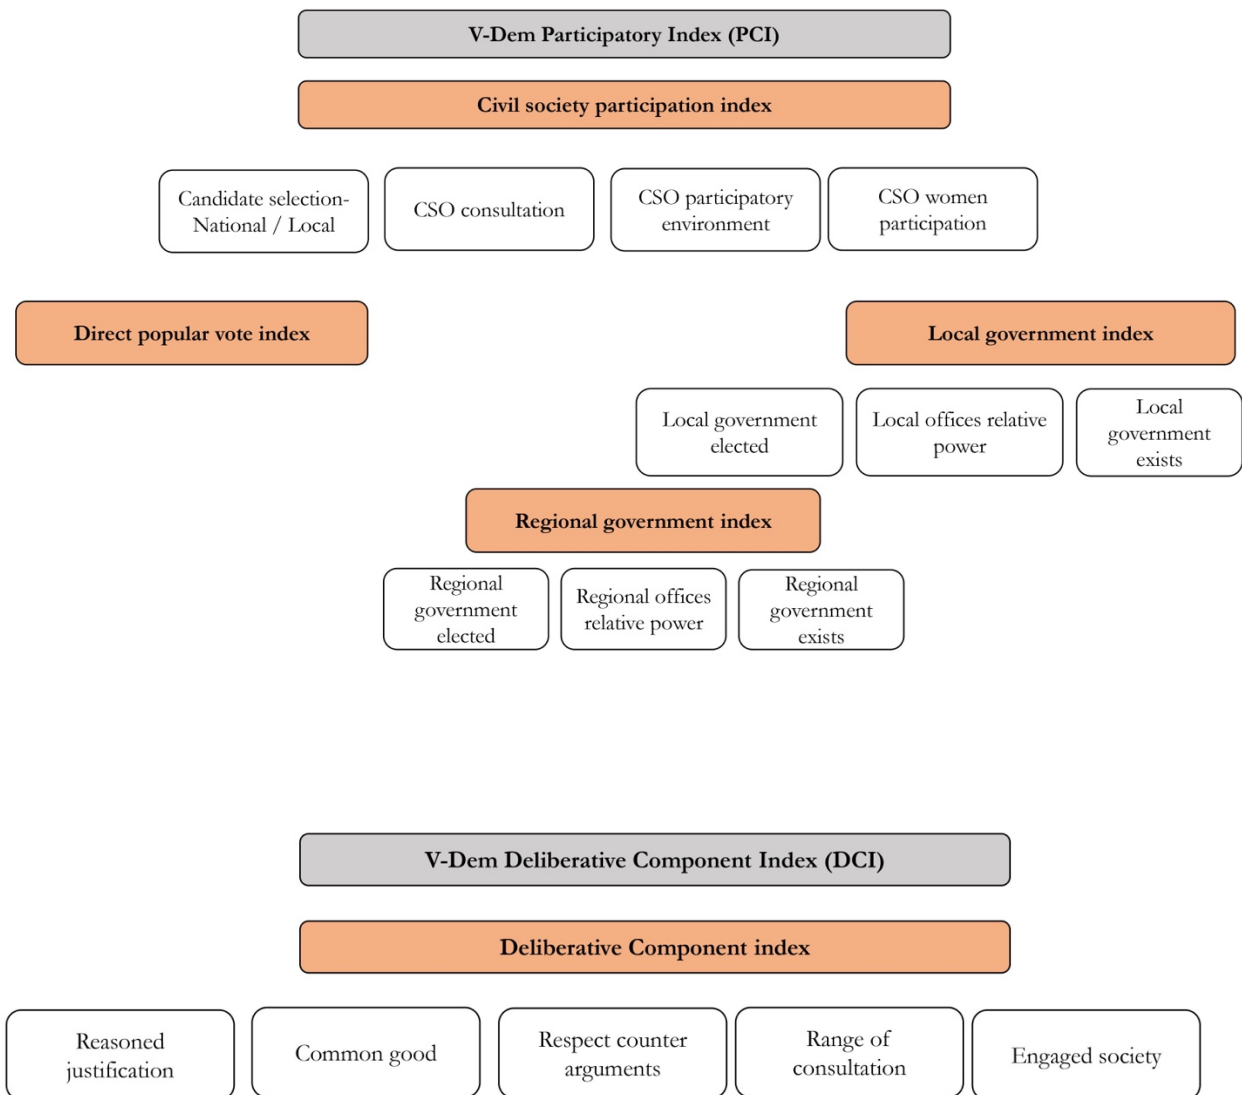 V-Dem Participatory Index (PCI)
Civil society participation index
Candidate selection-
National / Local
CSO consultation
CSO participatory
environment
CSO women
participation
Direct popular vote index
Local government index
Local government
elected
Local offices relative
power
Local
government
exists
Regional government index
Regional
government
elected
Regional offices
relative power
Regional
government
exists
V-Dem Deliberative Component Index (DCI)
Deliberative Component index
Reasoned
justification
Common good
Respect counter
arguments
Range of
consultation
Engaged society